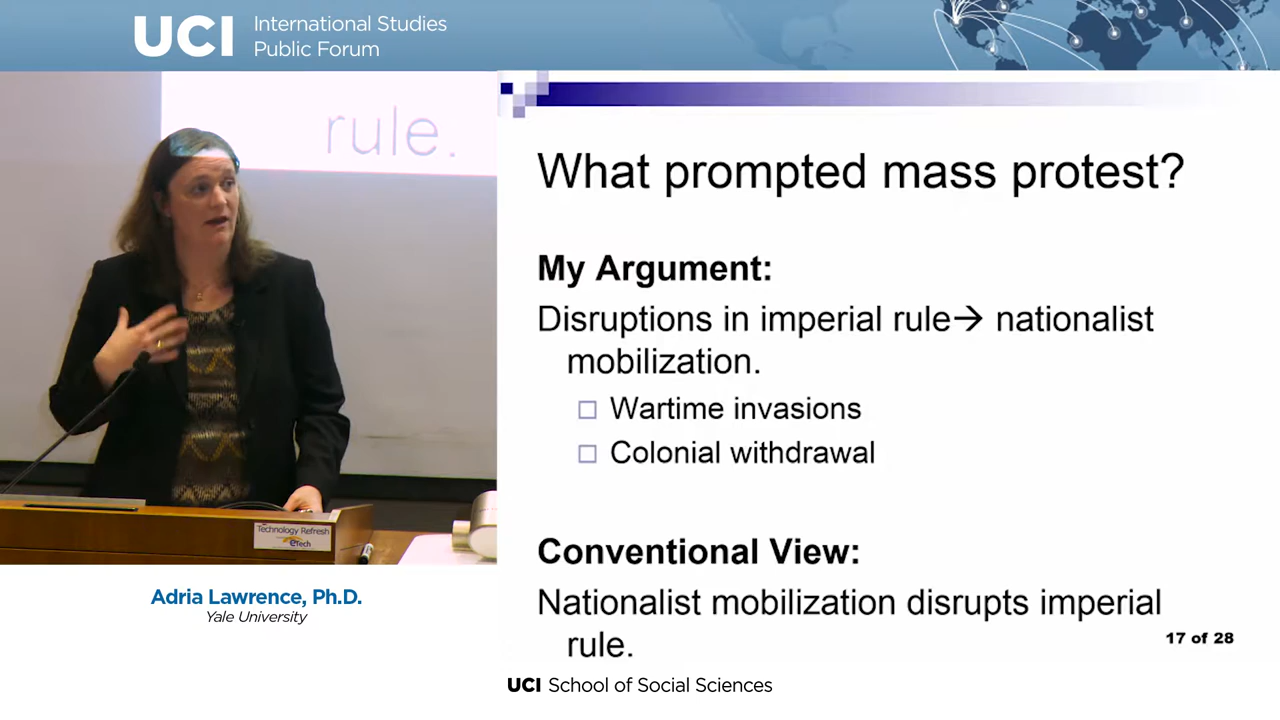 UCI
International Studies
Public Forum
rule.
Technology Refresh
eTech
Adria Lawrence, Ph.D.
Yale University
What prompted mass protest?
My Argument:
Disruptions in imperial rule→ nationalist
mobilization.
□ Wartime invasions
□ Colonial withdrawal
Conventional View:
Nationalist mobilization disrupts imperial
rule.
17 of 28
UCI School of Social Sciences